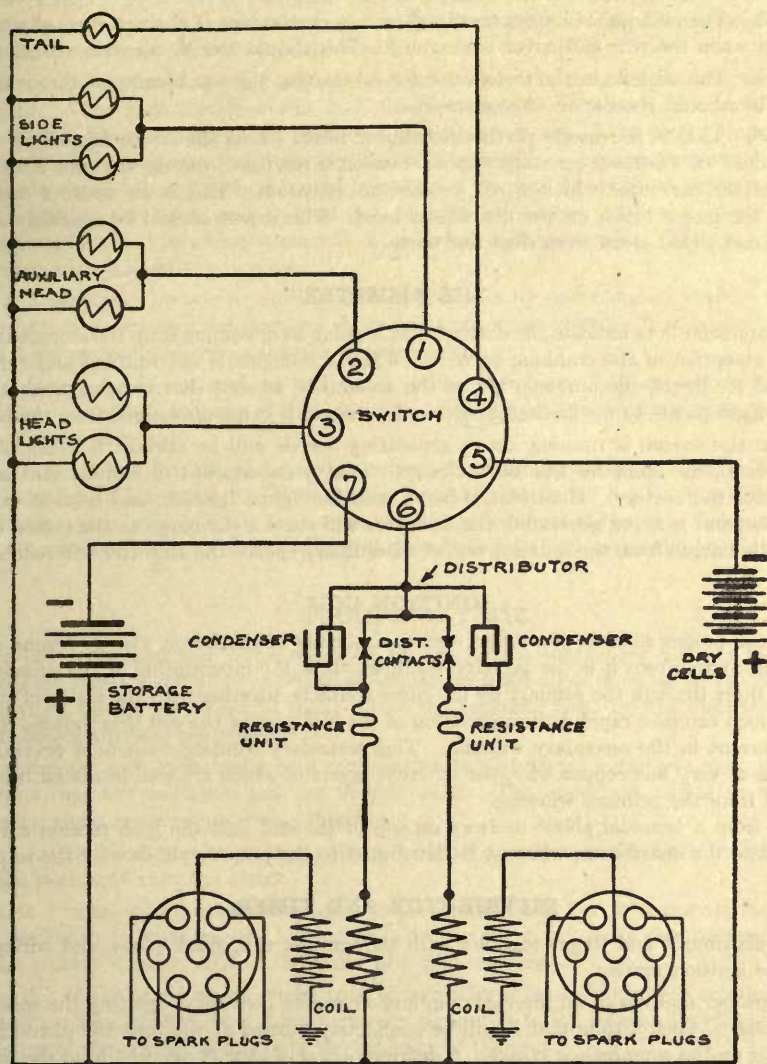 TAIL
SIDE
LIGHTS
AUXILIARY
HEAD
HEAD
LIGHTS
2
1
4
3
SWITCH
5
7
6
DISTRIBUTOR
CONDENSER
DIST.
CONTACTS
CONDENSER
-
+
STORAGE
BATTERY
-
+
DRY
CELLS
RESISTANCE
UNIT
RESISTANCE
UNIT
COIL
COIL
TO SPARK PLUGS
TO SPARK PLUGS